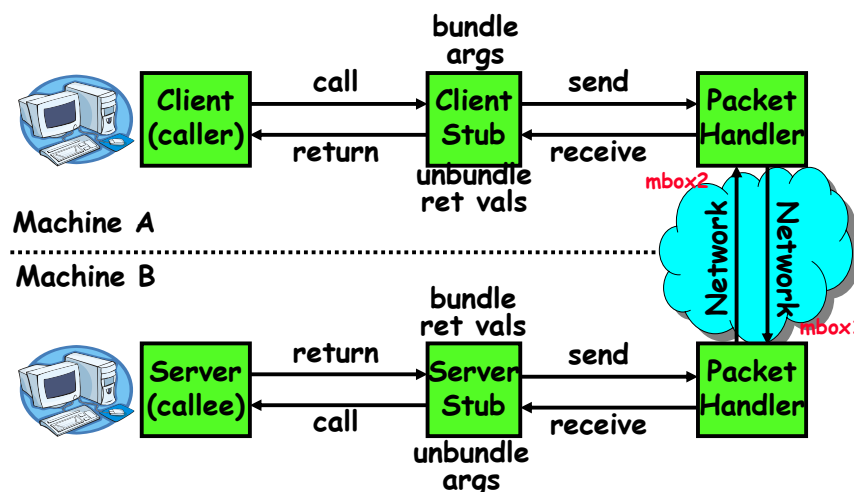 bundle
args
call
send
Client
(caller)
Client
Stub
Packet
Handler
return
receive
unbundle
ret vals
mbox2
Machine A
Network
Network
Machine B
mbox1
bundle
ret vals
return
send
Server
(callee)
Server
Stub
Packet
Handler
call
receive
unbundle
args